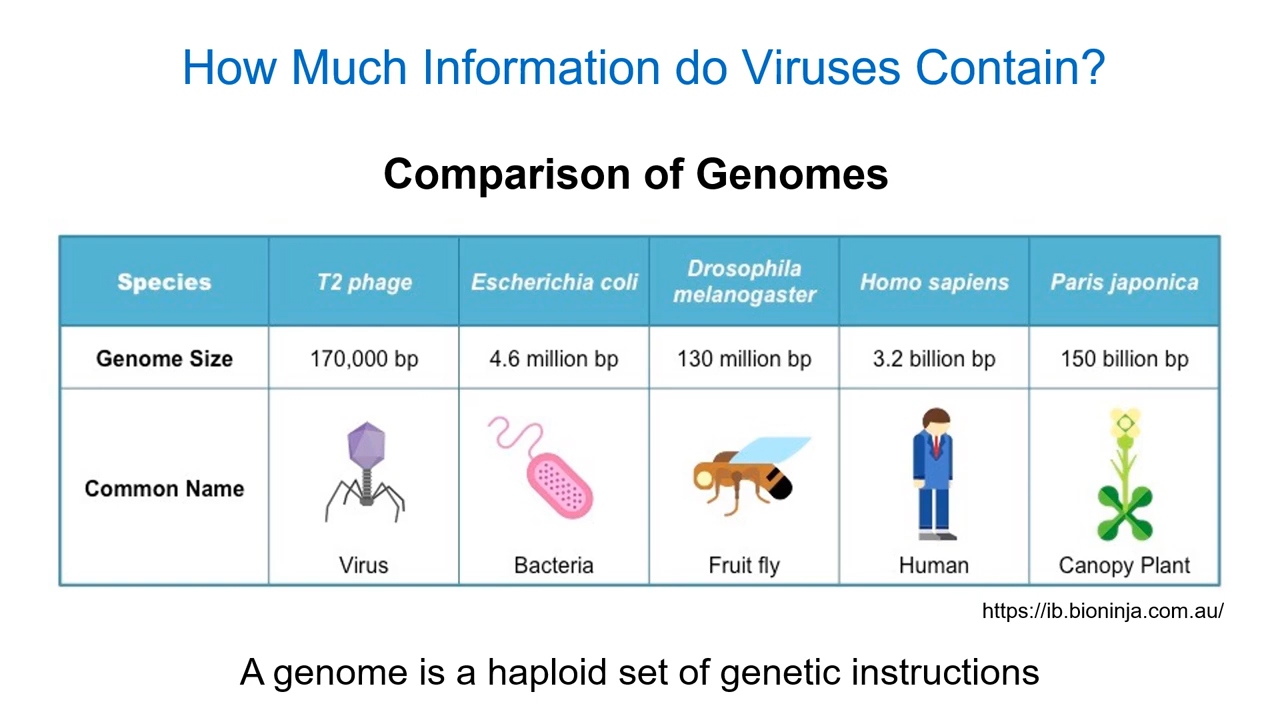 How Much Information do Viruses Contain?
Comparison of Genomes
Species T2 phage Escherichia coli Drosophila melanogaster Homo sapiens Paris japonica
Genome Size 170,000 bp 4.6 million bp 130 million bp 3.2 billion bp 150 billion bp
Common Name Virus Bacteria Fruit fly Human Canopy Plant
https://ib.bioninja.com.au/
A genome is a haploid set of genetic instructions